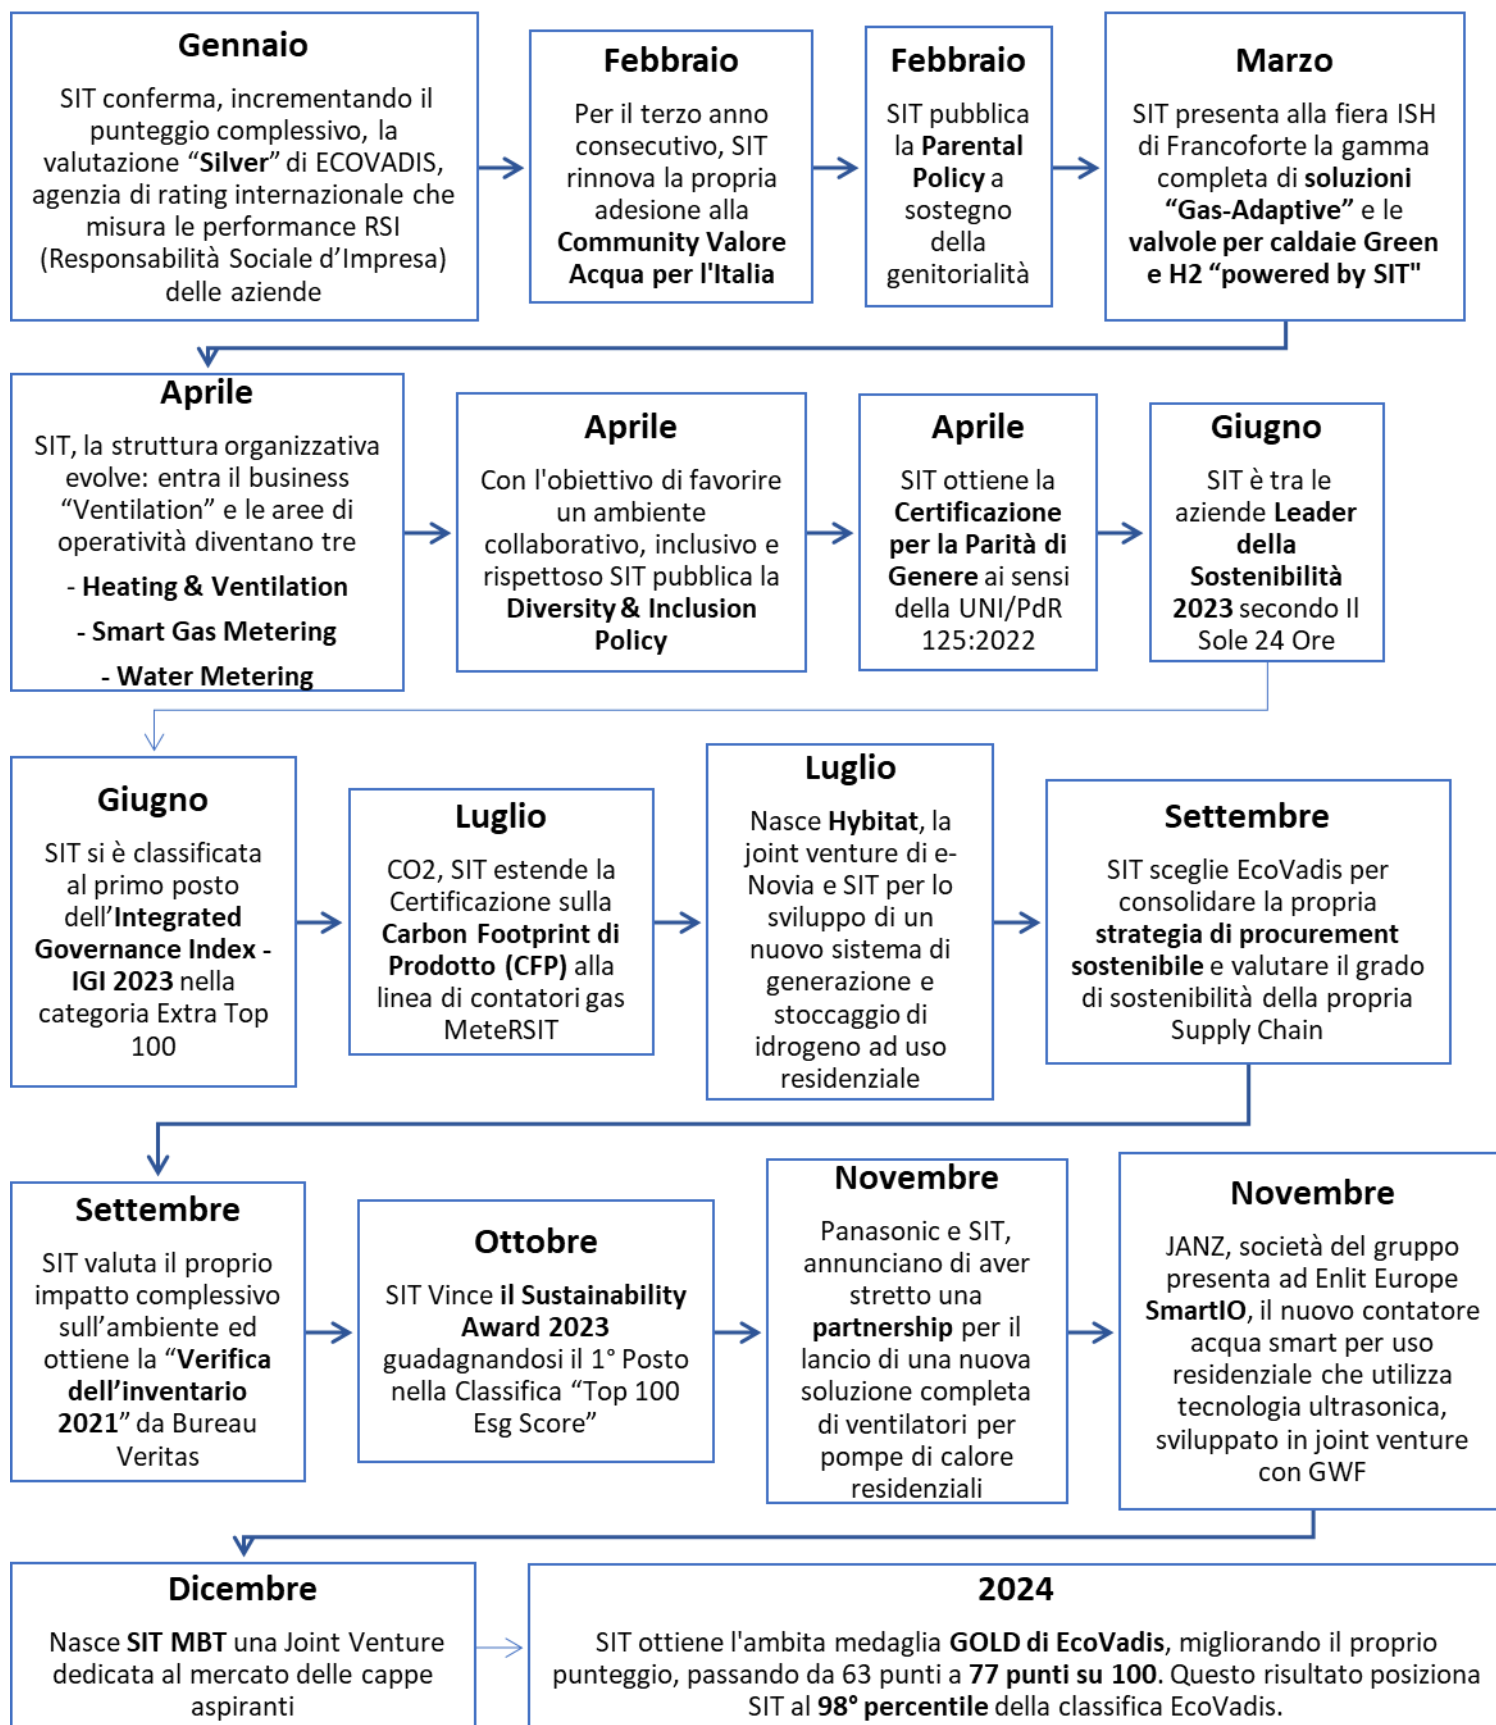 Gennaio
SIT conferma, incrementando il
punteggio complessivo, la
valutazione “Silver” di ECOVADIS,
agenzia di rating internazionale che
misura le performance RSI
(Responsabilità Sociale d’Impresa)
delle aziende
Febbraio
Per il terzo anno
consecutivo, SIT
rinnova la propria
adesione alla
Community Valore
Acqua per l'Italia
Febbraio
SIT pubblica
la Parental
Policy a
sostegno
della
genitorialità
Marzo
SIT presenta alla fiera ISH
di Francoforte la gamma
completa di soluzioni
“Gas-Adaptive” e le
valvole per caldaie Green
e H2 “powered by SIT"
Aprile
SIT, la struttura organizzativa
evolve: entra il business
“Ventilation” e le aree di
operatività diventano tre
- Heating & Ventilation
- Smart Gas Metering
- Water Metering
Aprile
Con l'obiettivo di favorire
un ambiente
collaborativo, inclusivo e
rispettoso SIT pubblica la
Diversity & Inclusion
Policy
Aprile
SIT ottiene la
Certificazione
per la Parità di
Genere ai sensi
della UNI/PdR
125:2022
Giugno
SIT è tra le
aziende Leader
della
Sostenibilità
2023 secondo Il
Sole 24 Ore
Giugno
SIT si è classificata
al primo posto
dell’Integrated
Governance Index -
IGI 2023 nella
categoria Extra Top
100
Luglio
CO2, SIT estende la
Certificazione sulla
Carbon Footprint di
Prodotto (CFP) alla
linea di contatori gas
MeteRSIT
Luglio
Nasce Hybitat, la
joint venture di e-
Novia e SIT per lo
sviluppo di un
nuovo sistema di
generazione e
stoccaggio di
idrogeno ad uso
residenziale
Settembre
SIT sceglie EcoVadis per
consolidare la propria
strategia di procurement
sostenibile e valutare il grado
di sostenibilità della propria
Supply Chain
Settembre
SIT valuta il proprio
impatto complessivo
sull’ambiente ed
ottiene la “Verifica
dell’inventario
2021” da Bureau
Veritas
Ottobre
SIT Vince il Sustainability
Award 2023
guadagnandosi il 1° Posto
nella Classifica “Top 100
Esg Score”
Novembre
Panasonic e SIT,
annunciano di aver
stretto una
partnership per il
lancio di una nuova
soluzione completa
di ventilatori per
pompe di calore
residenziali
Novembre
JANZ, società del gruppo
presenta ad Enlit Europe
SmartIO, il nuovo contatore
acqua smart per uso
residenziale che utilizza
tecnologia ultrasonica,
sviluppato in joint venture
con GWF
Dicembre
Nasce SIT MBT una Joint Venture
dedicata al mercato delle cappe
aspiranti
2024
SIT ottiene l'ambita medaglia GOLD di EcoVadis, migliorando il proprio
punteggio, passando da 63 punti a 77 punti su 100. Questo risultato posiziona
SIT al 98° percentile della classifica EcoVadis.